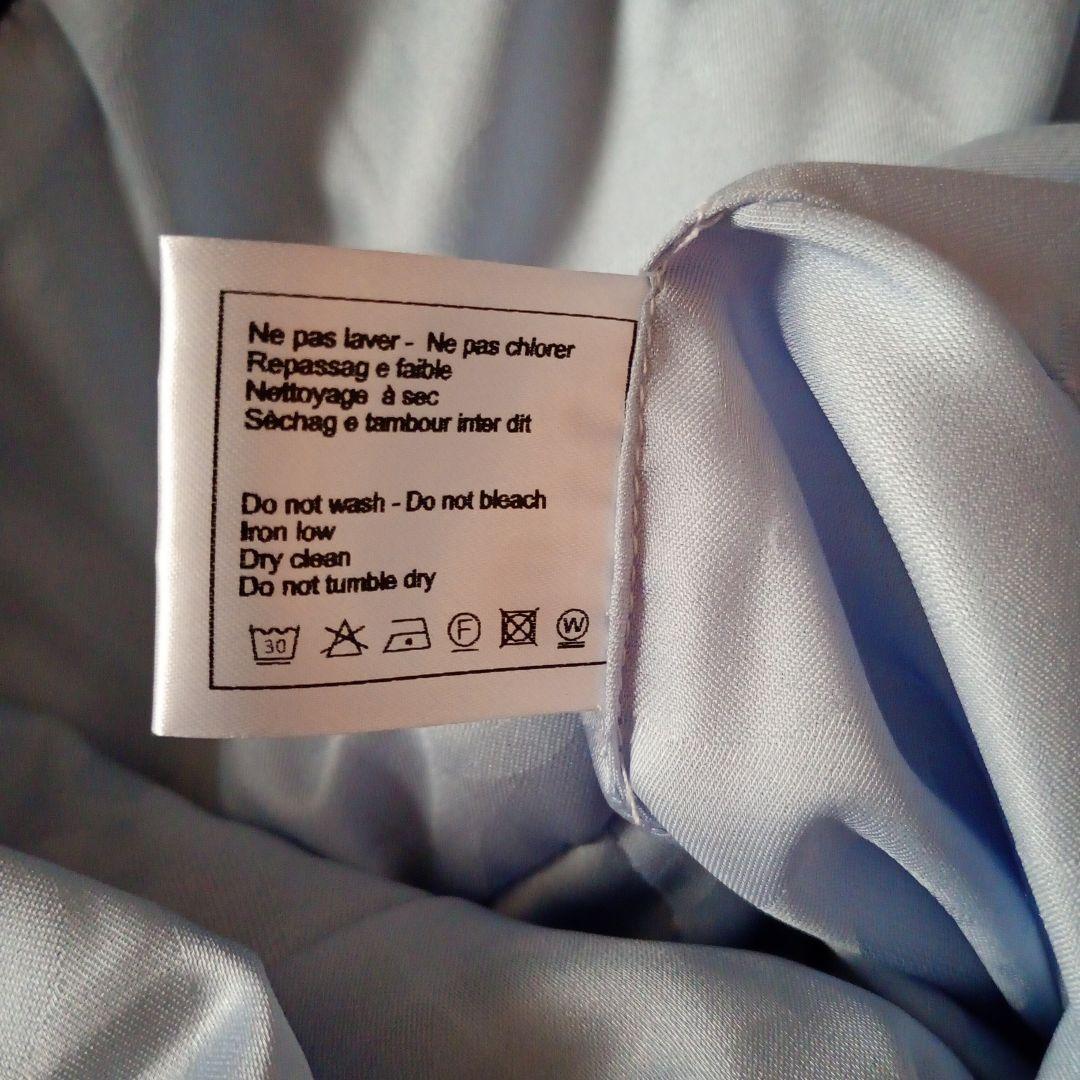 Ne pas laver - Ne pas chlorer
Repassag e faible
Nettoyage à sec
Sèchag e tambour inter dit
Do not wash - Do not bleach
Iron low
Dry clean
Do not tumble dry
30 F W